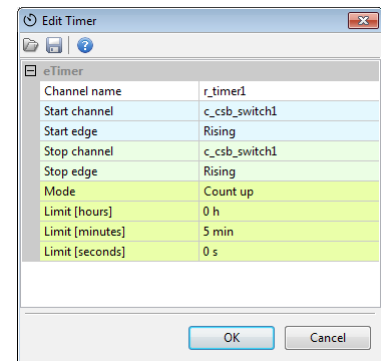 Edit Timer
eTimer
Channel name r_timer1
Start channel c_csb_switch1
Start edge Rising
Stop channel c_csb_switch1
Stop edge Rising
Mode Count up
Limit [hours] 0 h
Limit [minutes] 5 min
Limit [seconds] 0 s
OK Cancel